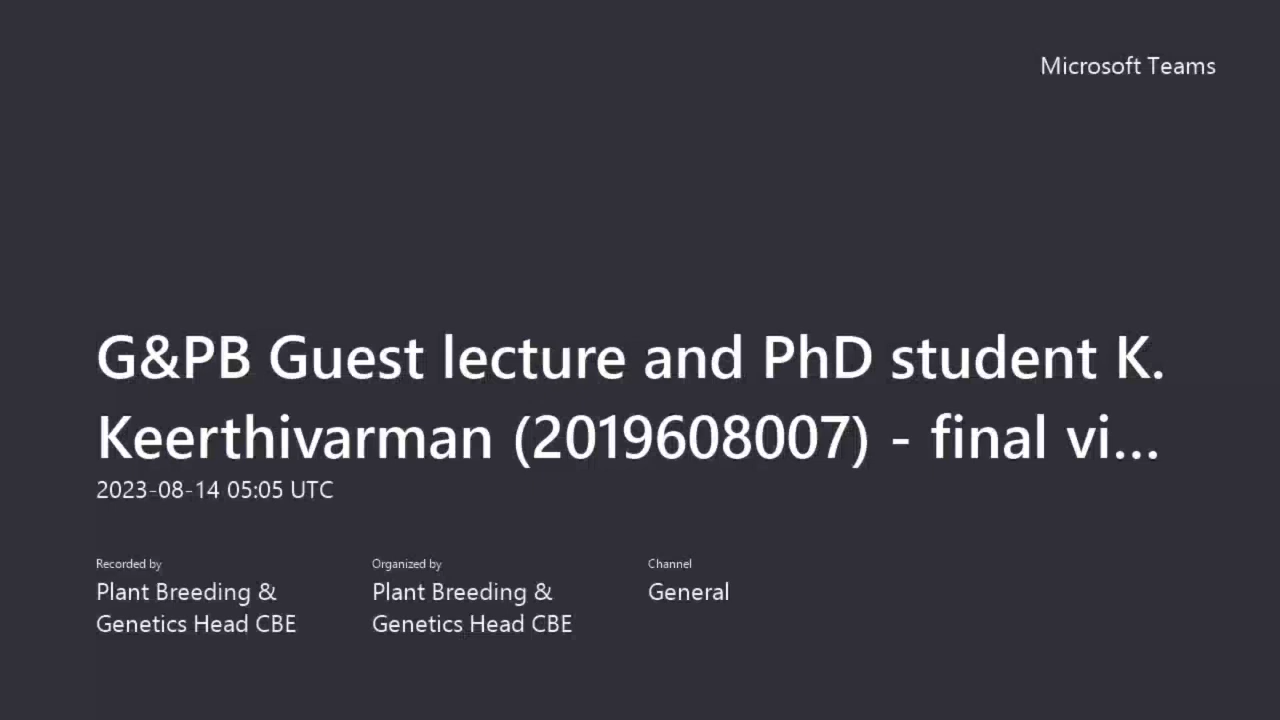 Microsoft Teams
G&PB Guest lecture and PhD student K.
Keerthivarman (2019608007) - final vi...
2023-08-14 05:05 UTC
Recorded by
Plant Breeding &
Genetics Head CBE
Organized by
Plant Breeding &
Genetics Head CBE
Channel
General